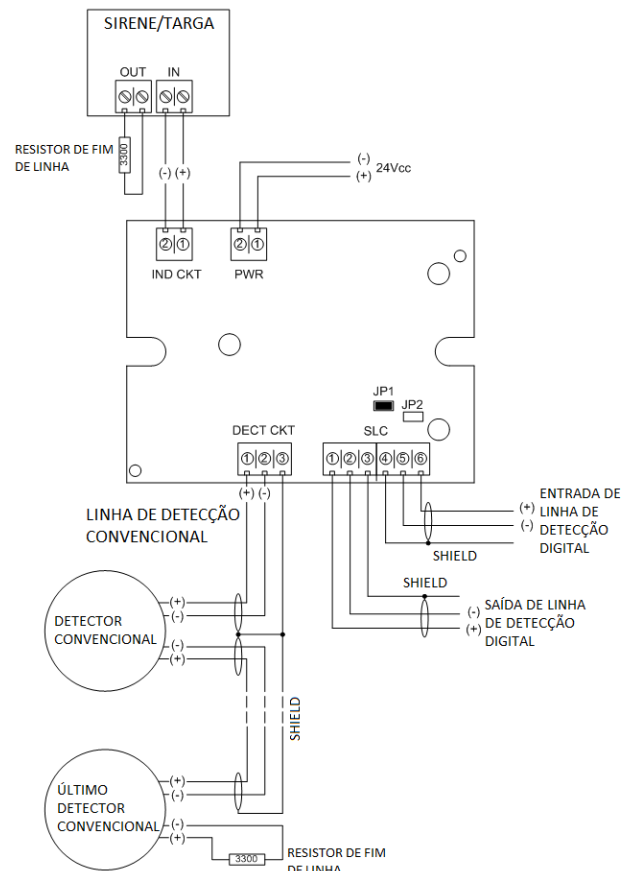 SIRENE/TARGA
OUT IN
RESISTOR DE FIM
DE LINHA
3300
(-) (+)
(-)
(+)
24Vcc
2 1
2 1
IND CKT
PWR
JP1
JP2
DECT CKT
SLC
1 2 3
1 2 3 4 5 6
(+) (-)
LINHA DE DETECÇÃO
CONVENCIONAL
ENTRADA DE
(+) LINHA DE
(-) DETECÇÃO
DIGITAL
SHIELD
SHIELD
(-) SAÍDA DE LINHA
(+) DE DETECÇÃO
DIGITAL
DETECTOR
CONVENCIONAL
(+)
(-)
(-)
(+)
SHIELD
ÚLTIMO
DETECTOR
CONVENCIONAL
(+)
(-)
(-)
(+)
3300
RESISTOR DE FIM
DE LINHA